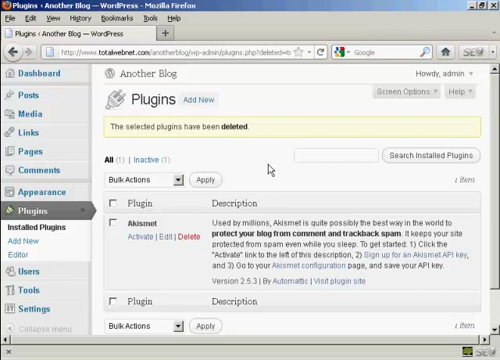 Plugins ‹ Another Blog — WordPress - Mozilla Firefox
File Edit View History Bookmarks Tools Help
Plugins ‹ Another Blog — WordPress
http://www.totalwebnet.com/anotherblog/wp-admin/plugins.php?deleted=
Google
Dashboard
Posts
Media
Links
Pages
Comments
Appearance
Plugins
Installed Plugins
Add New
Editor
Users
Tools
Settings
Collapse menu
Another Blog
Howdy, admin
Screen Options
Help
Plugins Add New
The selected plugins have been deleted.
All (1) | Inactive (1)
Search Installed Plugins
Bulk Actions Apply 1 item
Plugin Description
Akismet
Activate | Edit | Delete
Used by millions, Akismet is quite possibly the best way in the world to
protect your blog from comment and trackback spam. It keeps your site
protected from spam even while you sleep. To get started: 1) Click the
"Activate" link to the left of this description, 2) Sign up for an Akismet API key,
and 3) Go to your Akismet configuration page, and save your API key.
Version 2.5.3 | By Automattic | Visit plugin site
Plugin Description
Bulk Actions Apply 1 item